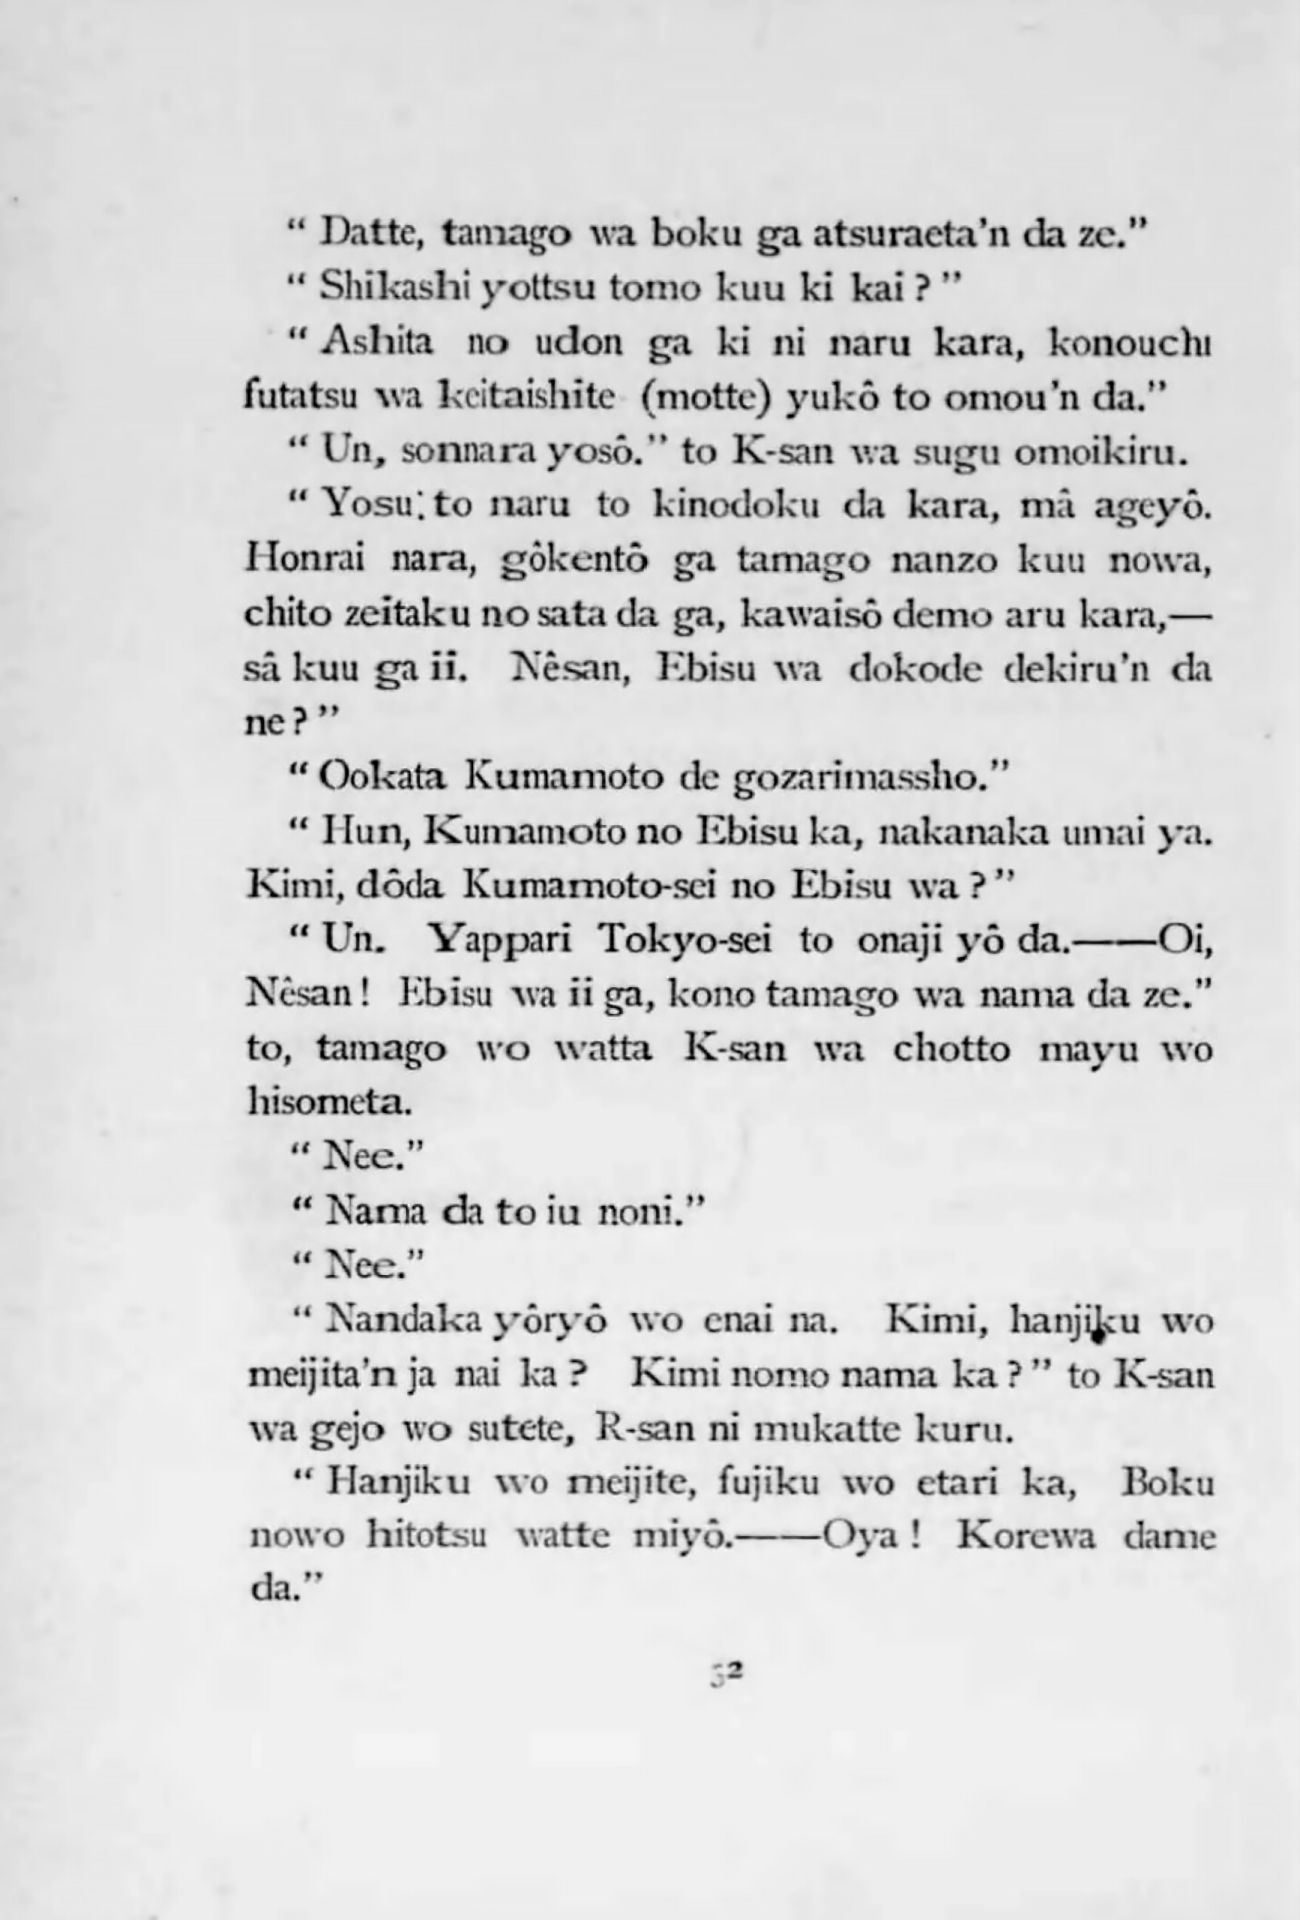 “ Datte, tamago wa boku ga atsuraeta’n da ze.”
“ Shikashi yottsu tomo kuu ki kai ? ”
“ Ashita no udon ga ki ni naru kara, konouchi
futatsu wa keitaishite (motte) yukô to omou’n da.”
“ Un, sonnara yosô.” to K-san wa sugu omoikiru.
“ Yosu: to naru to kinodoku da kara, mâ ageyô.
Honrai nara, gôkentô ga tamago nanzo kuu nowa,
chito zeitaku no sata da ga, kawaisô demo aru kara,—
sâ kuu ga ii. Nêsan, Ebisu wa dokode dekiru’n da
ne ? ”
“ Ookata Kumamoto de gozarimassho.”
“ Hun, Kumamoto no Ebisu ka, nakanaka umai ya.
Kimi, dôda Kumamoto-sei no Ebisu wa ? ”
“ Un. Yappari Tokyo-sei to onaji yô da.——Oi,
Nêsan ! Ebisu wa ii ga, kono tamago wa nama da ze.”
to, tamago wo watta K-san wa chotto mayu wo
hisometa.
“ Nee.”
“ Nama da to iu noni.”
“ Nee.”
“ Nandaka yôryô wo enai na. Kimi, hanjiku wo
meijita’n ja nai ka ? Kimi nomo nama ka ? ” to K-san
wa gejo wo sutete, R-san ni mukatte kuru.
“ Hanjiku wo meijite, fujiku wo etari ka, Boku
nowo hitotsu watte miyô.——Oya ! Korewa dame
da.”
52